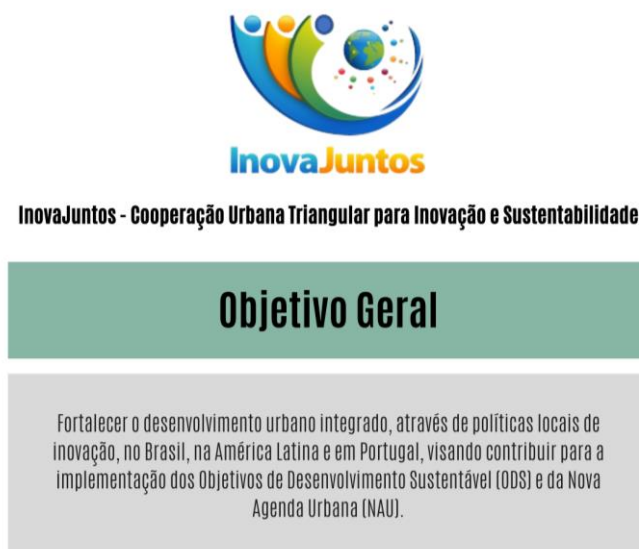 InovaJuntos
InovaJuntos - Cooperação Urbana Triangular para Inovação e Sustentabilidade
Objetivo Geral
Fortalecer o desenvolvimento urbano integrado, através de políticas locais de
inovação, no Brasil, na América Latina e em Portugal, visando contribuir para a
implementação dos Objetivos de Desenvolvimento Sustentável (ODS) e da Nova
Agenda Urbana (NAU).